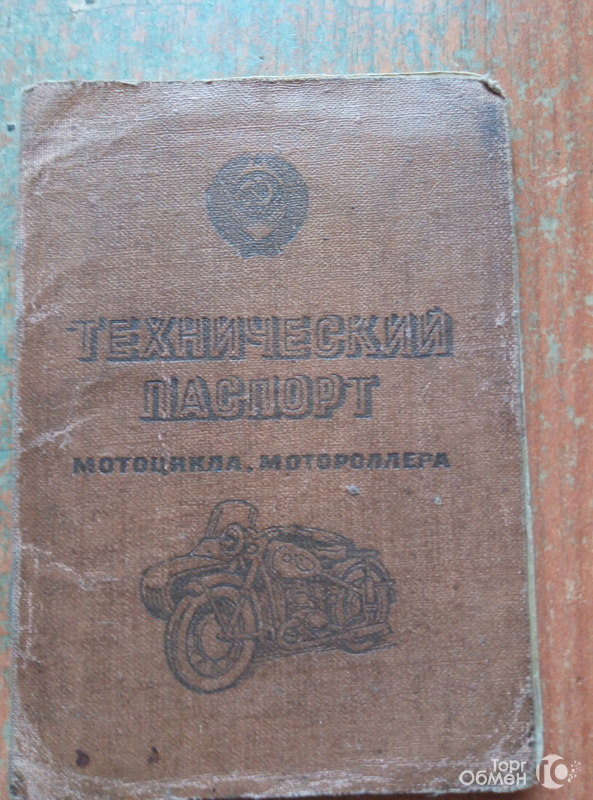 ТЕХНИЧЕСКИЙ
ПАСПОРТ
МОТОЦИКЛА, МОТОРОЛЛЕРА
Торг
Обмен